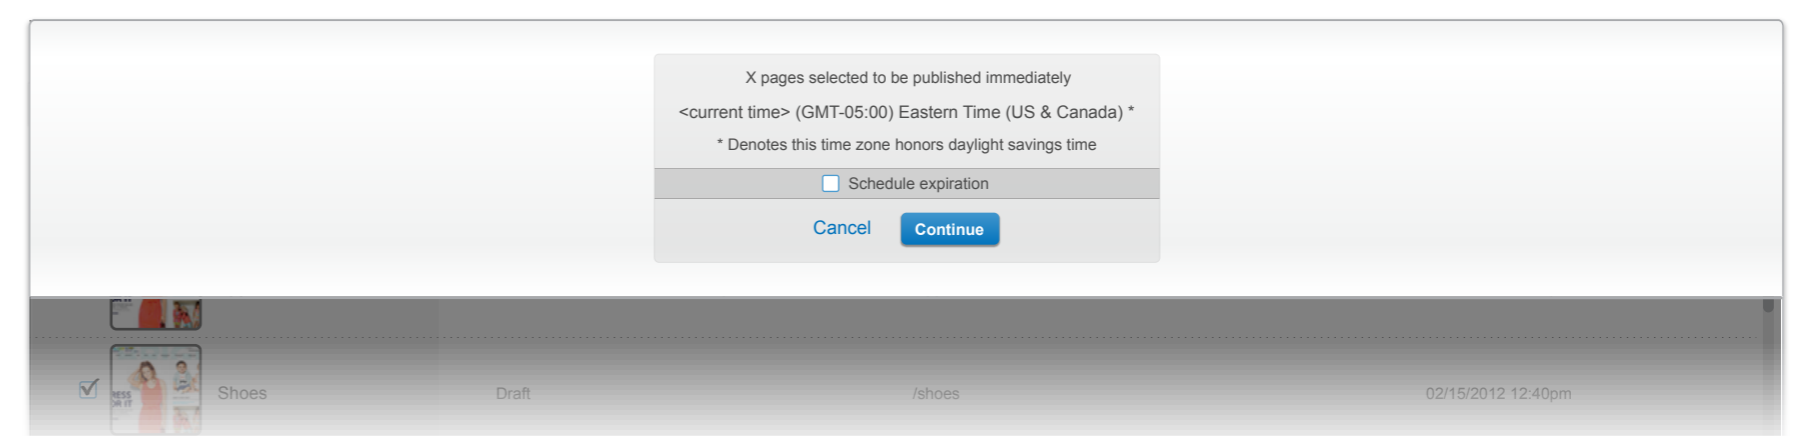 X pages selected to be published immediately
<current time> (GMT-05:00) Eastern Time (US & Canada) *
* Denotes this time zone honors daylight savings time
Schedule expiration
Cancel Continue
Shoes Draft /shoes 02/15/2012 12:40pm